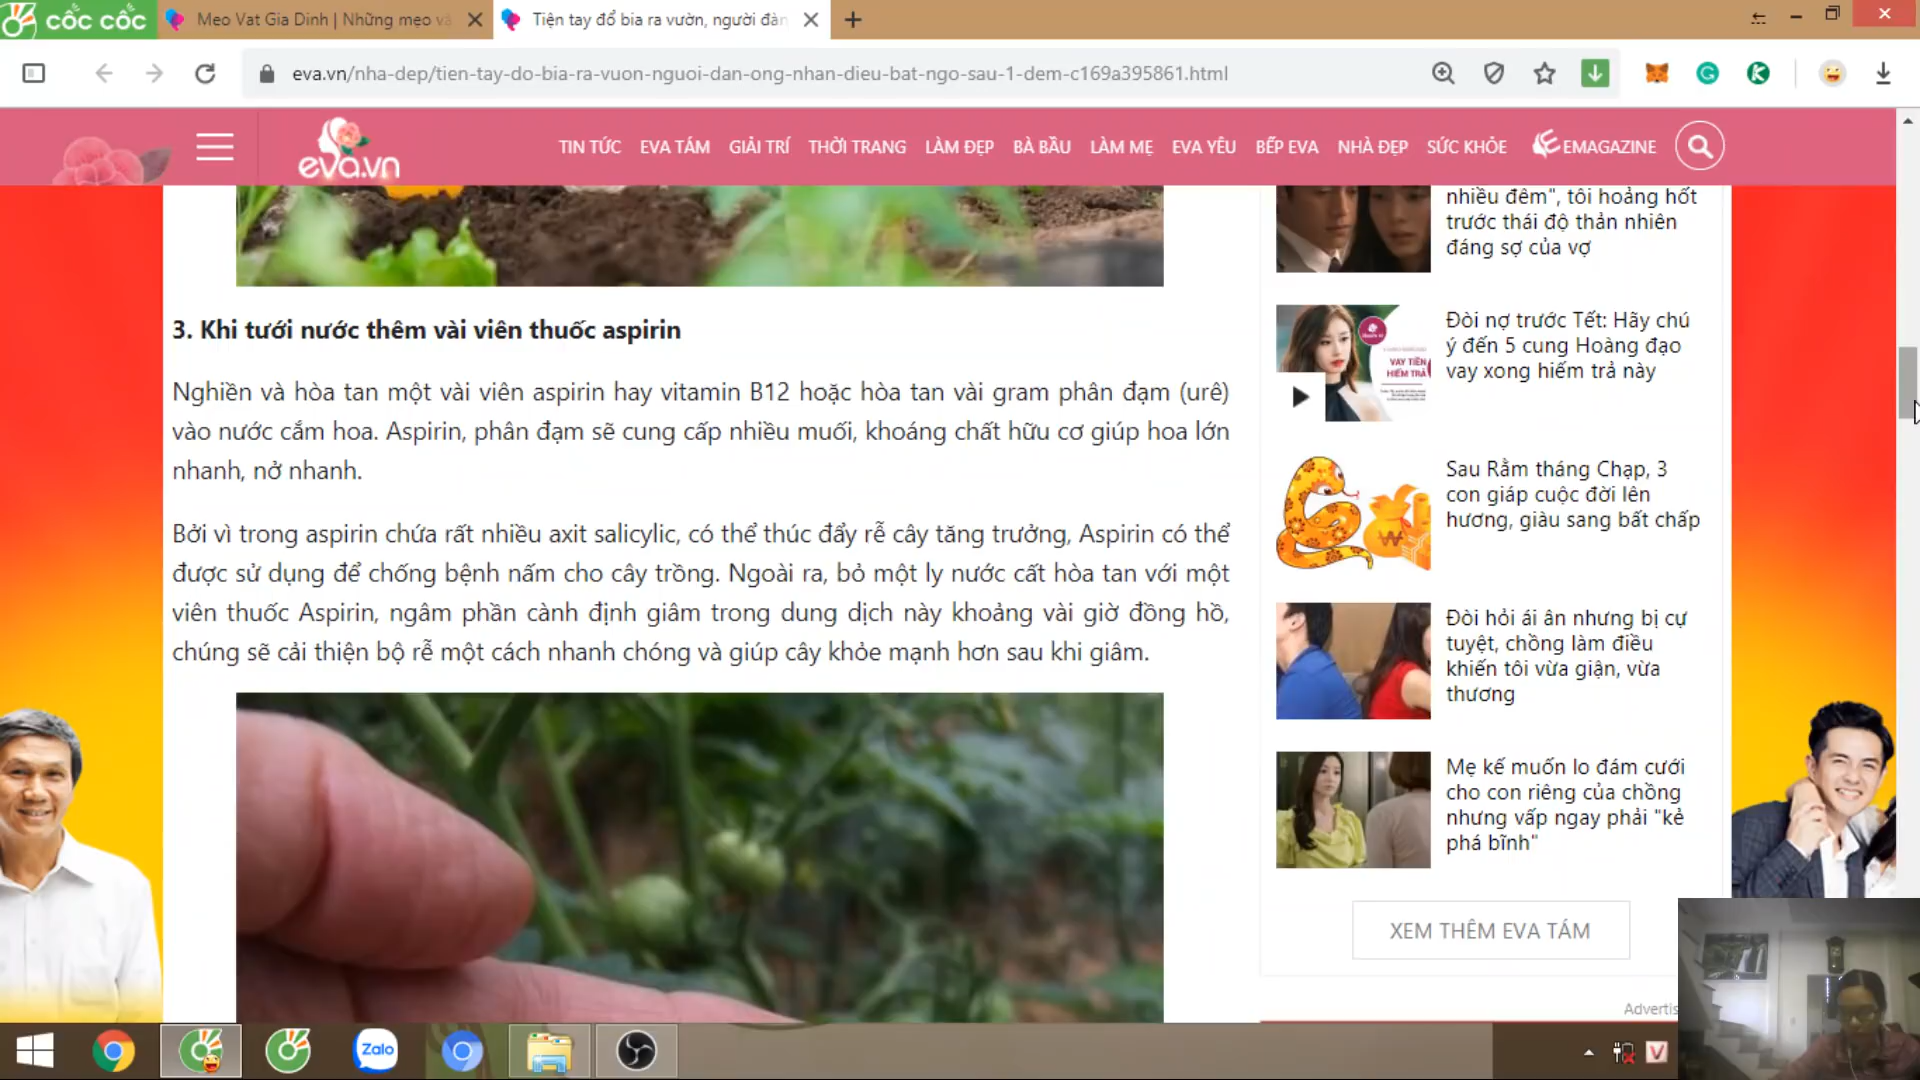 cốc cốc
Meo Vat Gia Dinh | Những mẹo vặ
Tiện tay đổ bia ra vườn, người đàn
eva.vn/nha-dep/tien-tay-do-bia-ra-vuon-nguoi-dan-ong-nhan-dieu-bat-ngo-sau-1-dem-c169a395861.html
eva.vn
TIN TỨC EVA TÁM GIẢI TRÍ THỜI TRANG LÀM ĐẸP BÀ BẦU LÀM MẸ EVA YÊU BẾP EVA NHÀ ĐẸP SỨC KHỎE EMAGAZINE
3. Khi tưới nước thêm vài viên thuốc aspirin
Nghiền và hòa tan một vài viên aspirin hay vitamin B12 hoặc hòa tan vài gram phân đạm (urê)
vào nước cắm hoa. Aspirin, phân đạm sẽ cung cấp nhiều muối, khoáng chất hữu cơ giúp hoa lớn
nhanh, nở nhanh.
Bởi vì trong aspirin chứa rất nhiều axit salicylic, có thể thúc đẩy rễ cây tăng trưởng, Aspirin có thể
được sử dụng để chống bệnh nấm cho cây trồng. Ngoài ra, bỏ một ly nước cất hòa tan với một
viên thuốc Aspirin, ngâm phần cành định giâm trong dung dịch này khoảng vài giờ đồng hồ,
chúng sẽ cải thiện bộ rễ một cách nhanh chóng và giúp cây khỏe mạnh hơn sau khi giâm.
nhiều đêm", tôi hoảng hốt
trước thái độ thản nhiên
đáng sợ của vợ
VAY TIỀN
HIẾM TRẢ
Đòi nợ trước Tết: Hãy chú
ý đến 5 cung Hoàng đạo
vay xong hiếm trả này
Sau Rằm tháng Chạp, 3
con giáp cuộc đời lên
hương, giàu sang bất chấp
Đòi hỏi ái ân nhưng bị cự
tuyệt, chồng làm điều
khiến tôi vừa giận, vừa
thương
Mẹ kế muốn lo đám cưới
cho con riêng của chồng
nhưng vấp ngay phải "kẻ
phá bĩnh"
XEM THÊM EVA TÁM
Advertis
Zalo